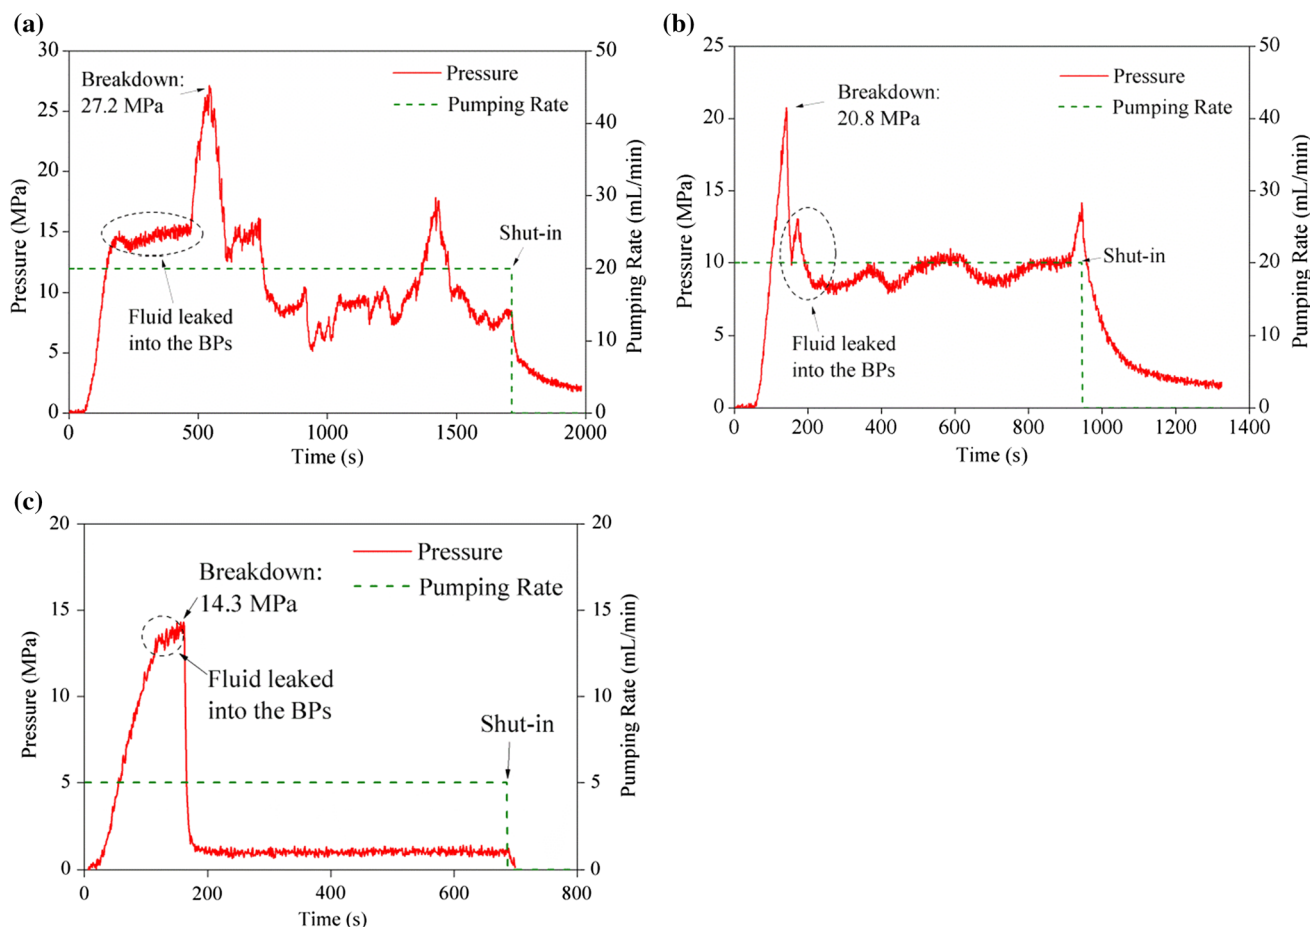 (a)
30
25
20
15
10
5
0
Pressure (MPa)
Breakdown:
27.2 MPa
Pressure
Pumping Rate
Fluid leaked
into the BPs
Shut-in
50
40
30
20
10
0
Pumping Rate (mL/min)
0 500 1000 1500 2000
Time (s)
(b)
25
20
15
10
5
0
Pressure (MPa)
Breakdown:
20.8 MPa
Pressure
Pumping Rate
Fluid leaked
into the BPs
Shut-in
50
40
30
20
10
0
Pumping Rate (mL/min)
0 200 400 600 800 1000 1200 1400
Time (s)
(c)
20
15
10
5
0
Pressure (MPa)
Breakdown:
14.3 MPa
Pressure
Pumping Rate
Fluid leaked
into the BPs
Shut-in
20
15
10
5
0
Pumping Rate (mL/min)
0 200 400 600 800
Time (s)